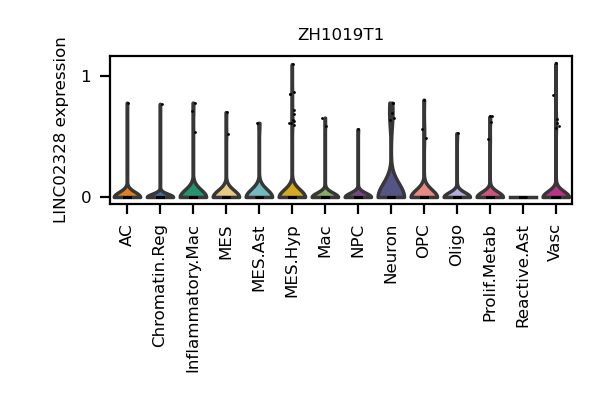 ZH1019T1
LINC02328 expression
1
0
AC
Chromatin.Reg
Inflammatory.Mac
MES
MES.Ast
MES.Hyp
Mac
NPC
Neuron
OPC
Oligo
Prolif.Metab
Reactive.Ast
Vasc